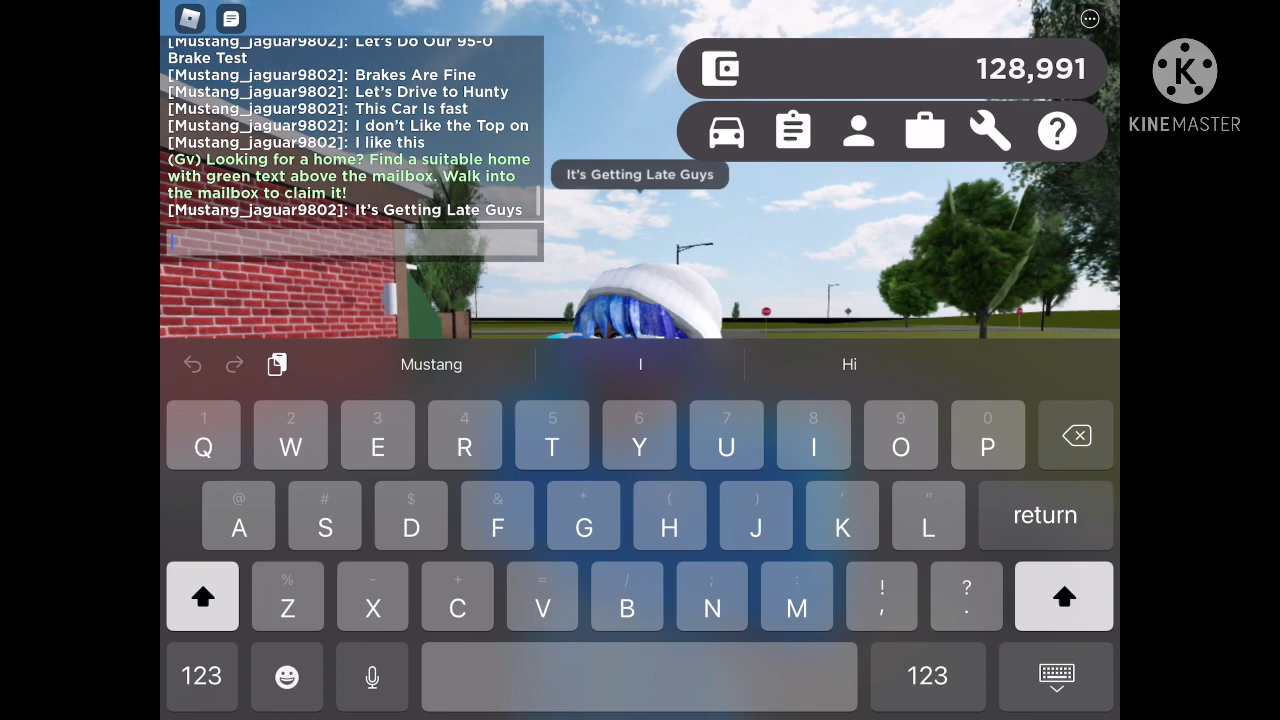 [Mustang_jaguar9802]: Let's Do Our 95-0
Brake Test
[Mustang_jaguar9802]: Brakes Are Fine
[Mustang_jaguar9802]: Let's Drive to Hunty
[Mustang_jaguar9802]: This Car Is fast
[Mustang_jaguar9802]: I don't Like the Top on
[Mustang_jaguar9802]: I like this
(Gv) Looking for a home? Find a suitable home
with green text above the mailbox. Walk into
the mailbox to claim it!
[Mustang_jaguar9802]: It's Getting Late Guys
128,991
It's Getting Late Guys
K
KINEMASTER
Mustang I Hi
1 2 3 4 5 6 7 8 9 0
Q W E R T Y U I O P
@ # $ & * ( ) ' "
A S D F G H J K L return
% - + = / ; : ! ?
Z X C V B N M , .
123 123